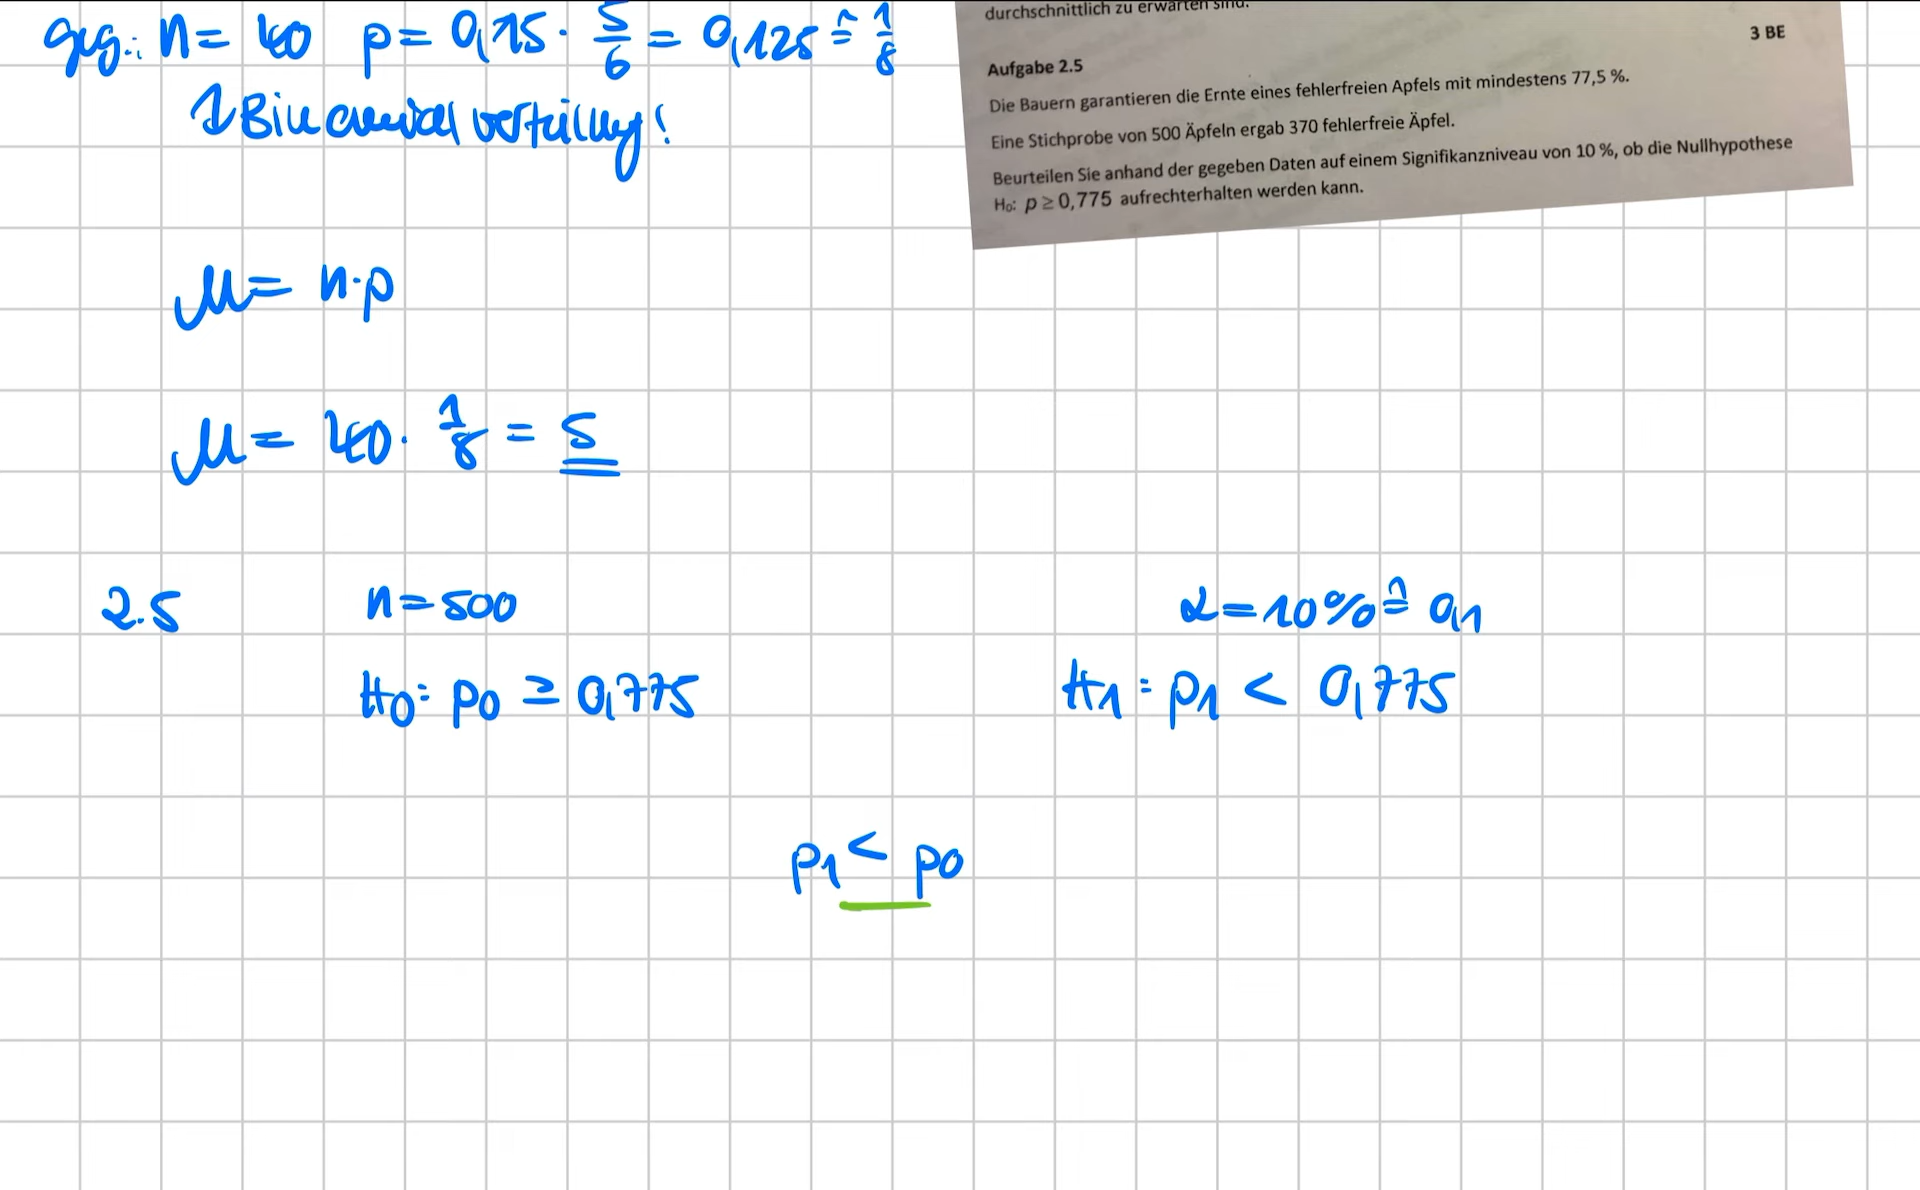 geg.: n = 40 p = 0,15 · 5/6 = 0,125 ≙ 1/8
durchschnittlich zu erwarten sind.
3 BE
↳ Binomialverteilung!
Aufgabe 2.5
Die Bauern garantieren die Ernte eines fehlerfreien Apfels mit mindestens 77,5 %.
Eine Stichprobe von 500 Äpfeln ergab 370 fehlerfreie Äpfel.
Beurteilen Sie anhand der gegeben Daten auf einem Signifikanzniveau von 10 %, ob die Nullhypothese
H₀: p ≥ 0,775 aufrechterhalten werden kann.
μ = n·p
μ = 40 · 1/8 = 5
2.5 n = 500 α = 10% ≙ 0,1
H0: p0 ≥ 0,775 H1: p1 < 0,775
p1 < p0